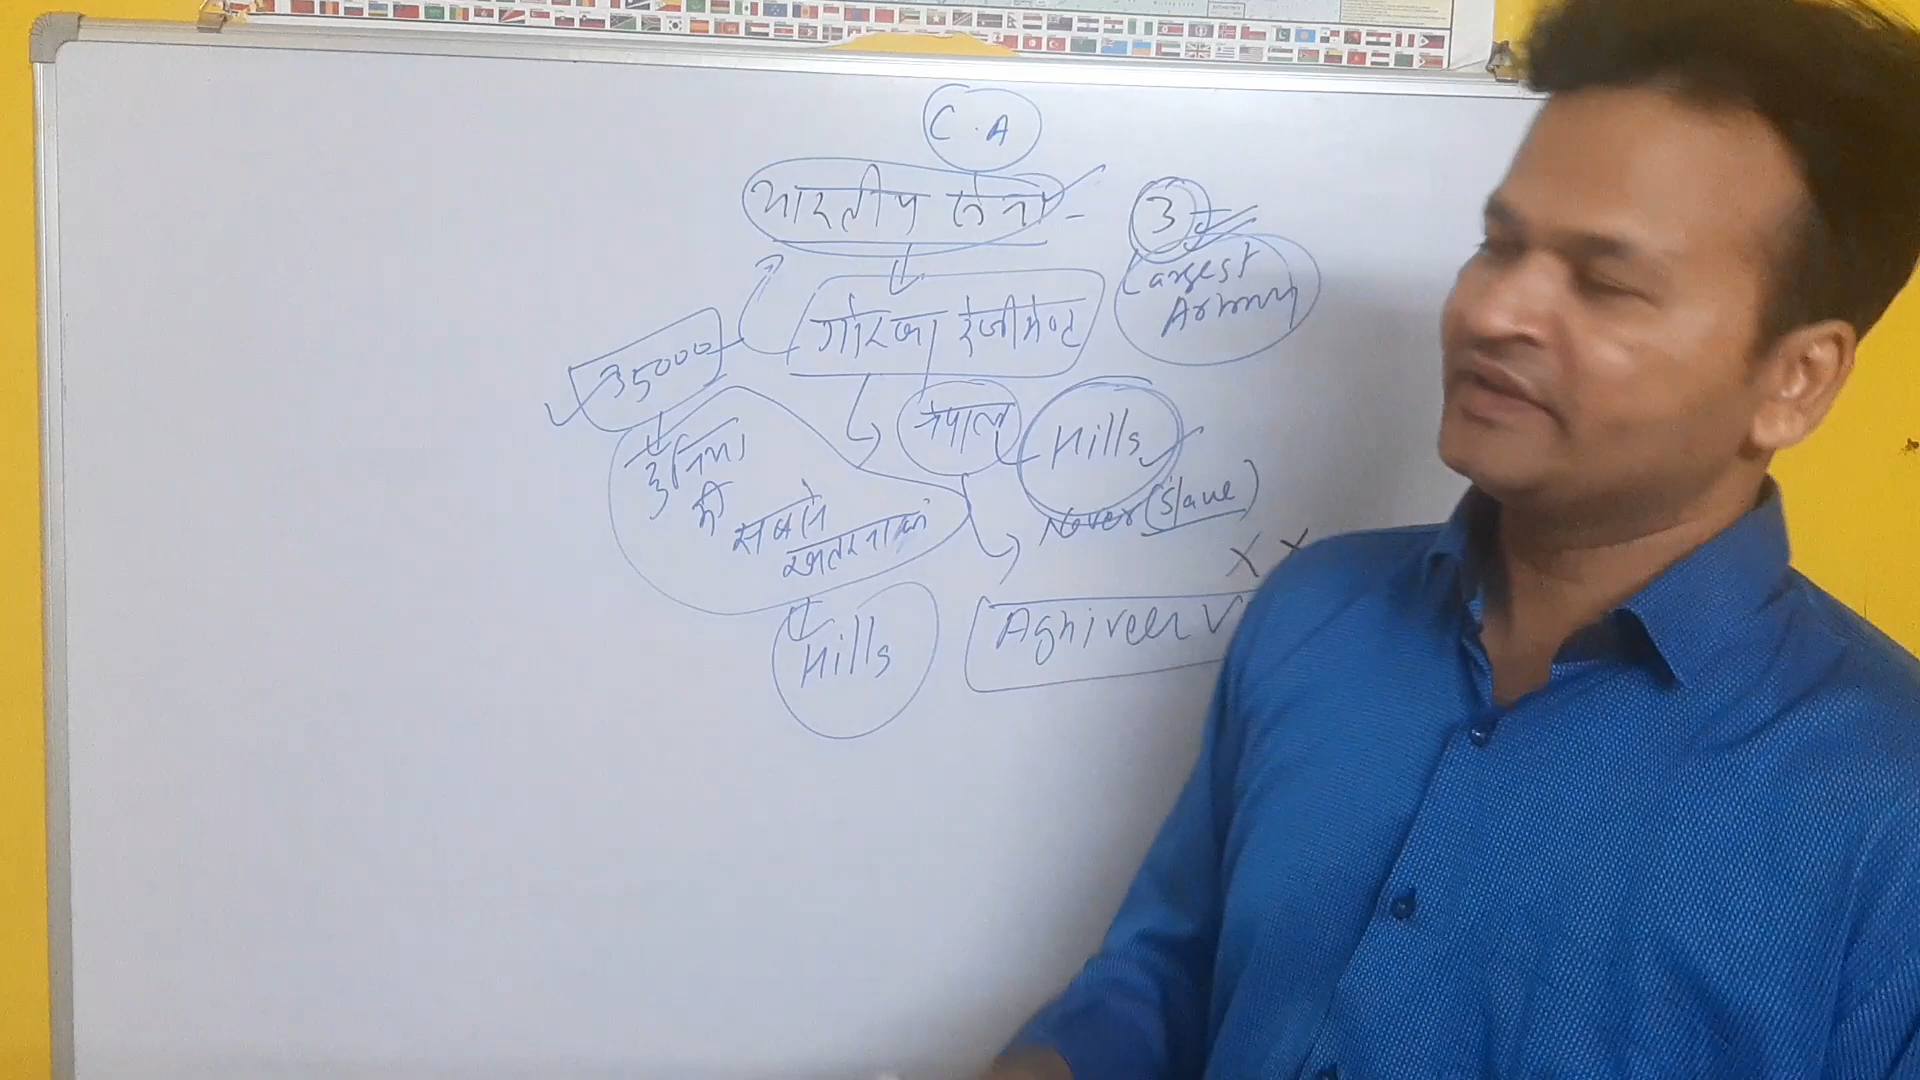 C.A
भारतीय सेना
3
Largest
Army
गोरखा रेजीमेण्ट
35000
नेपाल
Hills
Never (Slave)
दुनिया
की
सबसे
खतरनाक
Hills
Agniveer